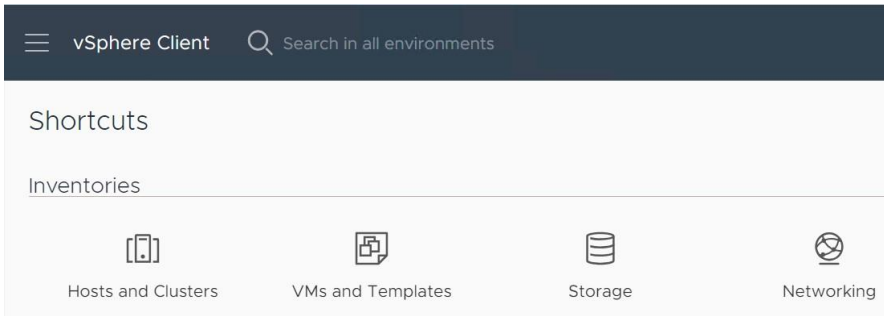 vSphere Client Search in all environments
Shortcuts
Inventories
Hosts and Clusters VMs and Templates Storage Networking